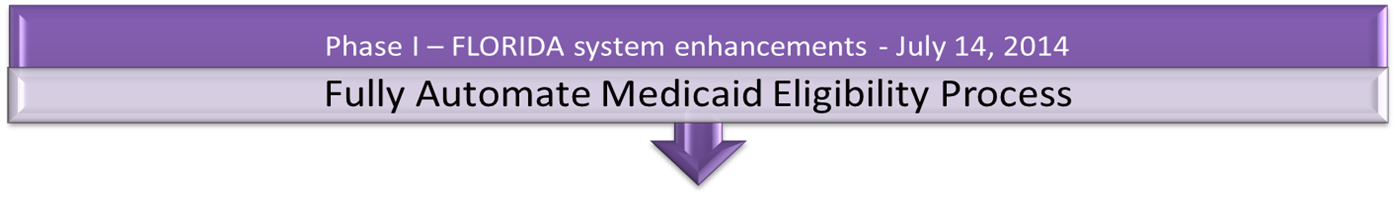 Phase I – FLORIDA system enhancements - July 14, 2014
Fully Automate Medicaid Eligibility Process